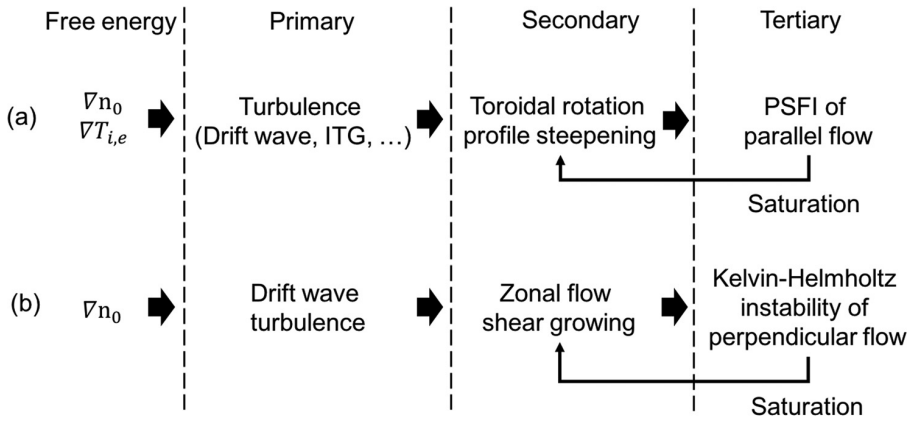 Free energy Primary Secondary Tertiary
(a) ∇n₀ Turbulence Toroidal rotation PSFI of
∇Tᵢ,ₑ (Drift wave, ITG, …) profile steepening parallel flow
Saturation
(b) ∇n₀ Drift wave Zonal flow Kelvin-Helmholtz
turbulence shear growing instability of
perpendicular flow
Saturation